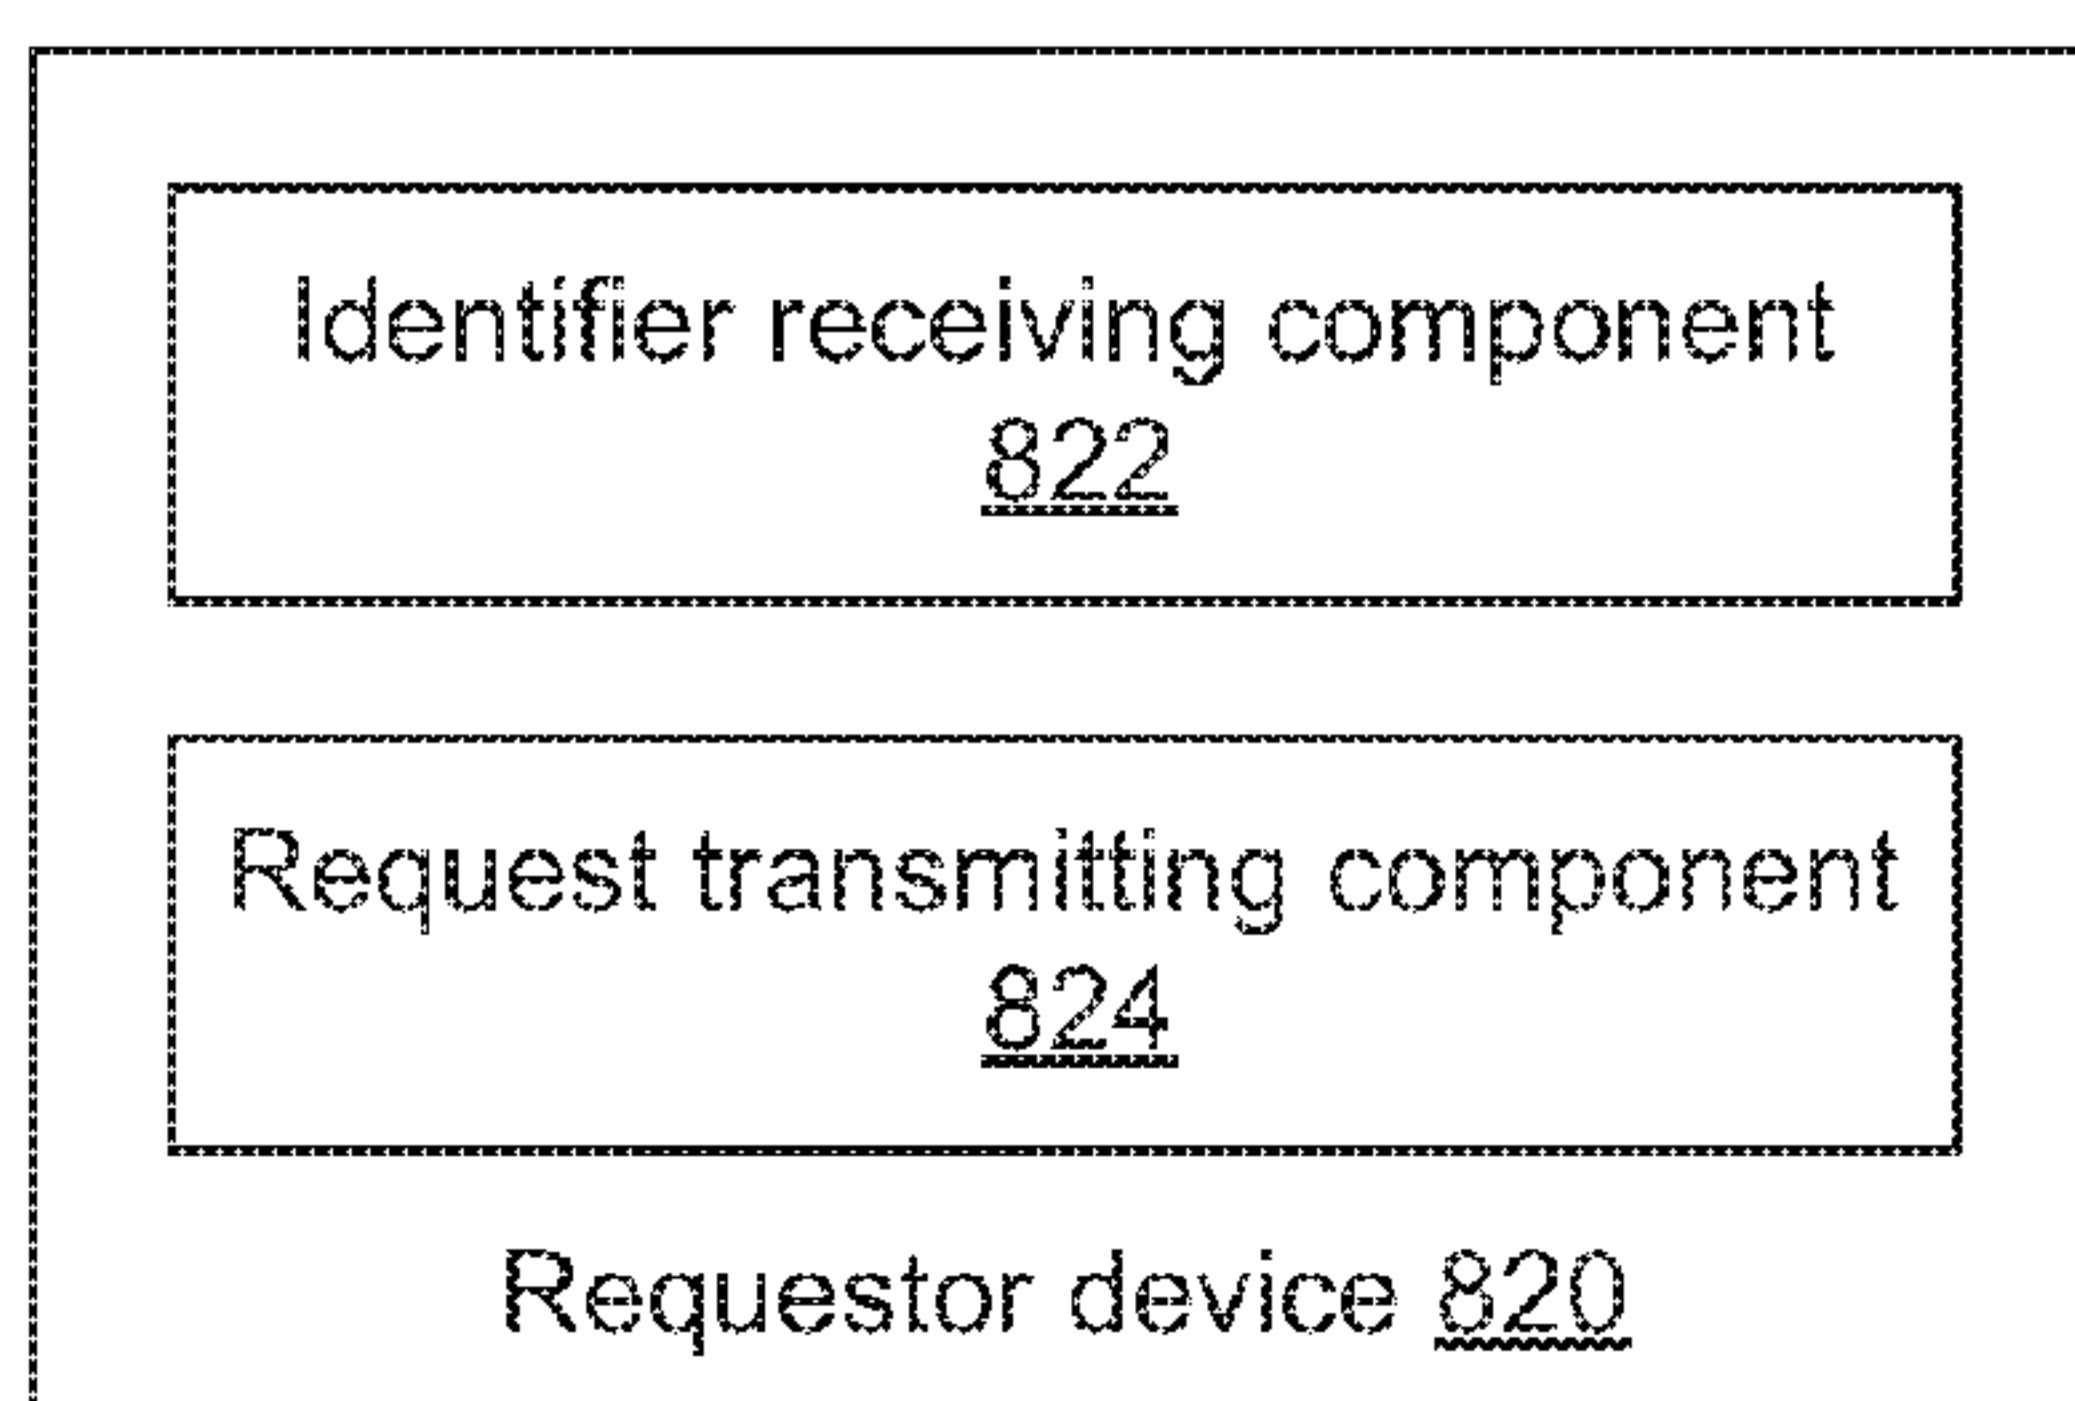 Identifier receiving component
822
Request transmitting component
824
Requestor device 820